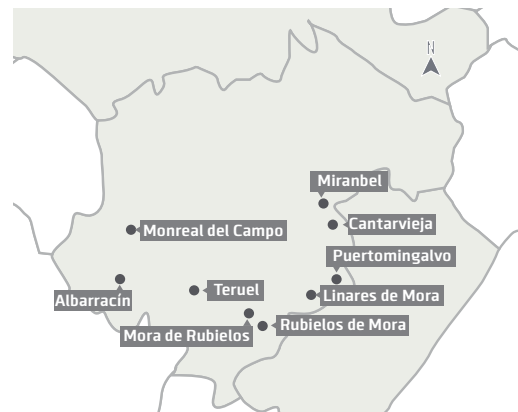 N
Miranbel
Cantarvieja
Monreal del Campo
Puertomingalvo
Albarracín
Teruel
Linares de Mora
Mora de Rubielos
Rubielos de Mora